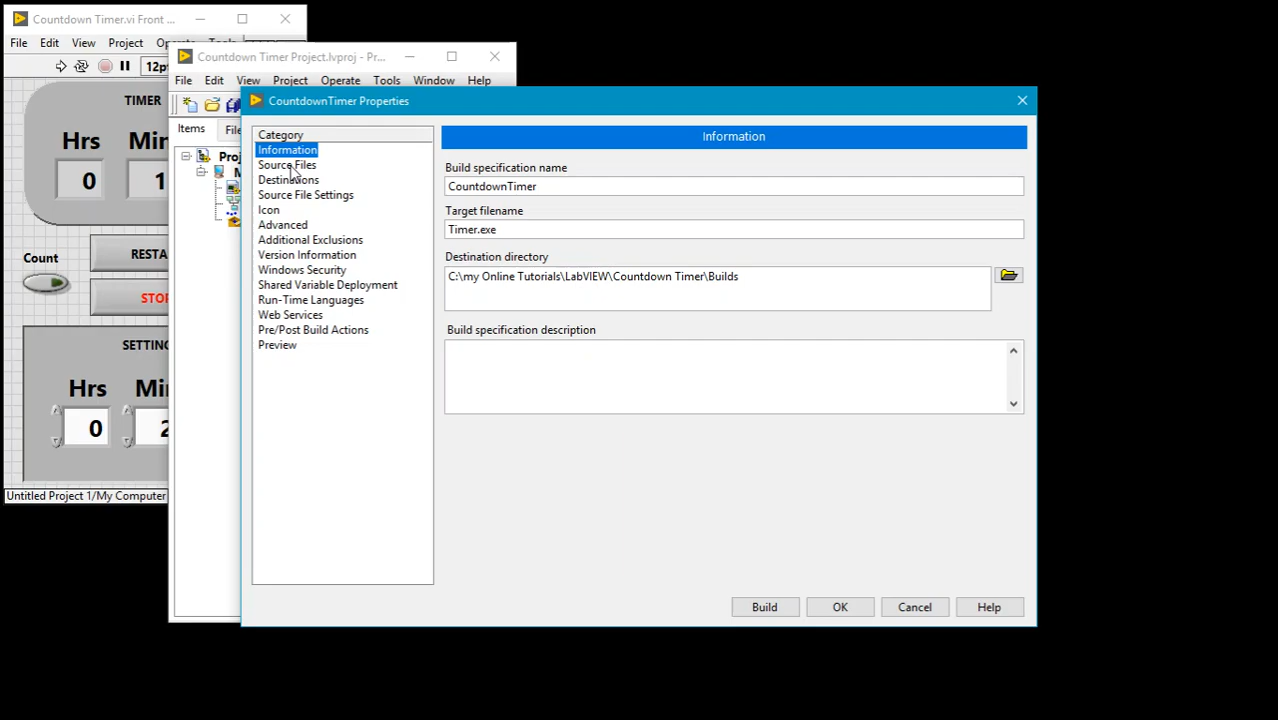 Countdown Timer.vi Front ...
File Edit View Project Operate Tools
12p
TIMER
Hrs
0
1
Count
RESTA
STO
Hrs
0
2
Untitled Project 1/My Computer
Countdown Timer Project.lvproj - Pr...
File Edit View Project Operate Tools Window Help
Items
CountdownTimer Properties
Category
Information
Source Files
Destinations
Source File Settings
Icon
Advanced
Additional Exclusions
Version Information
Windows Security
Shared Variable Deployment
Run-Time Languages
Web Services
Pre/Post Build Actions
Preview
Information
Build specification name
CountdownTimer
Target filename
Timer.exe
Destination directory
C:\my Online Tutorials\LabVIEW\Countdown Timer\Builds
Build specification description
Build OK Cancel Help